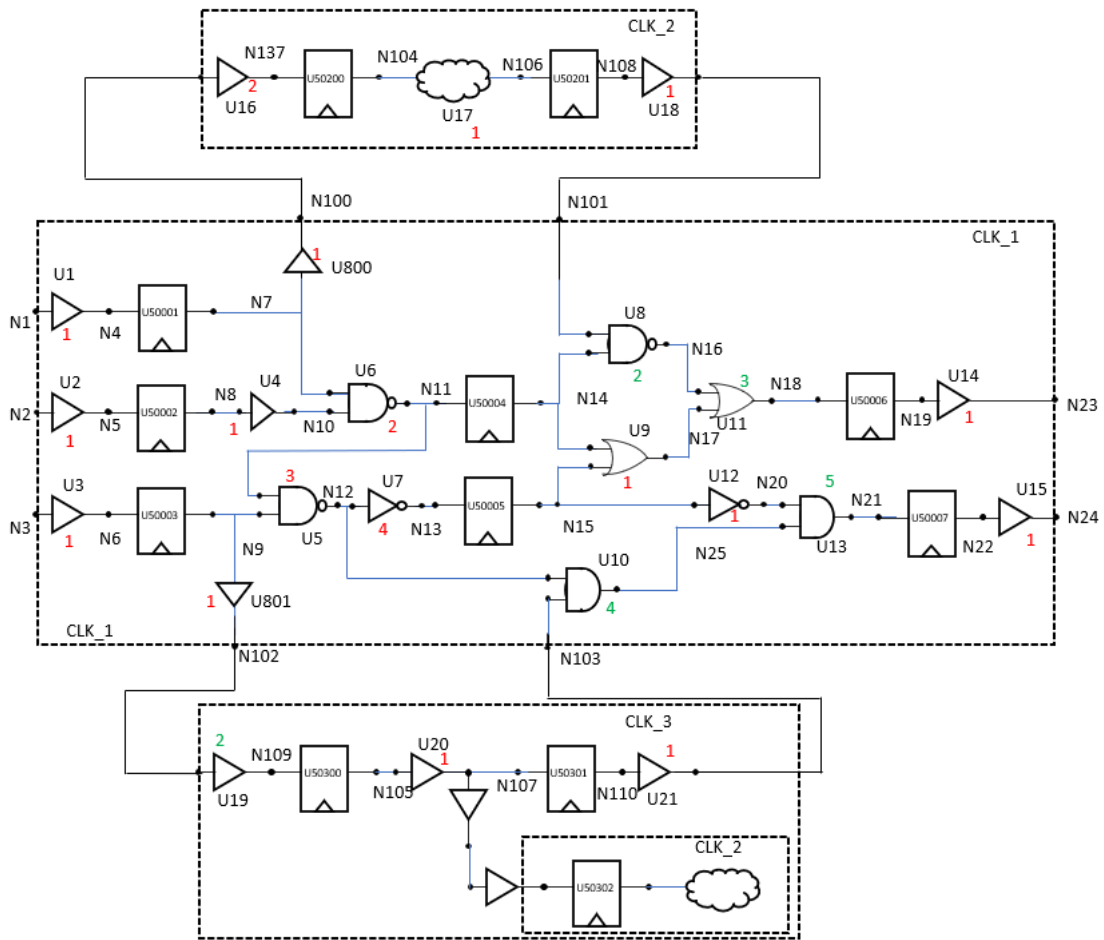 CLK_2
N137 N104 N106 N108
U50200 U50201
2 1
U16 U17 U18
1
N100 N101
CLK_1
1
U800
U1
N7
U50001
N1 1 N4
U8
N16
2
U2 U6
N8 U4 N11
U50002 U50004
N2 1 N5 1 N10 2
N14
3 N18 U14
U11
U50006
N19 1 N23
U9 N17
1
U3 3 U7
N12
U50003 U50005
N3 1 N6 U5 4 N13
N15
U12 N20 5 N21 U15
1 U13 U50007 N22 1 N24
N9
N25
U10
1 U801
4
CLK_1
N102 N103
CLK_3
2 N109 U20 1 1
U50300 U50301
U19 N105 N107 N110 U21
CLK_2
U50302